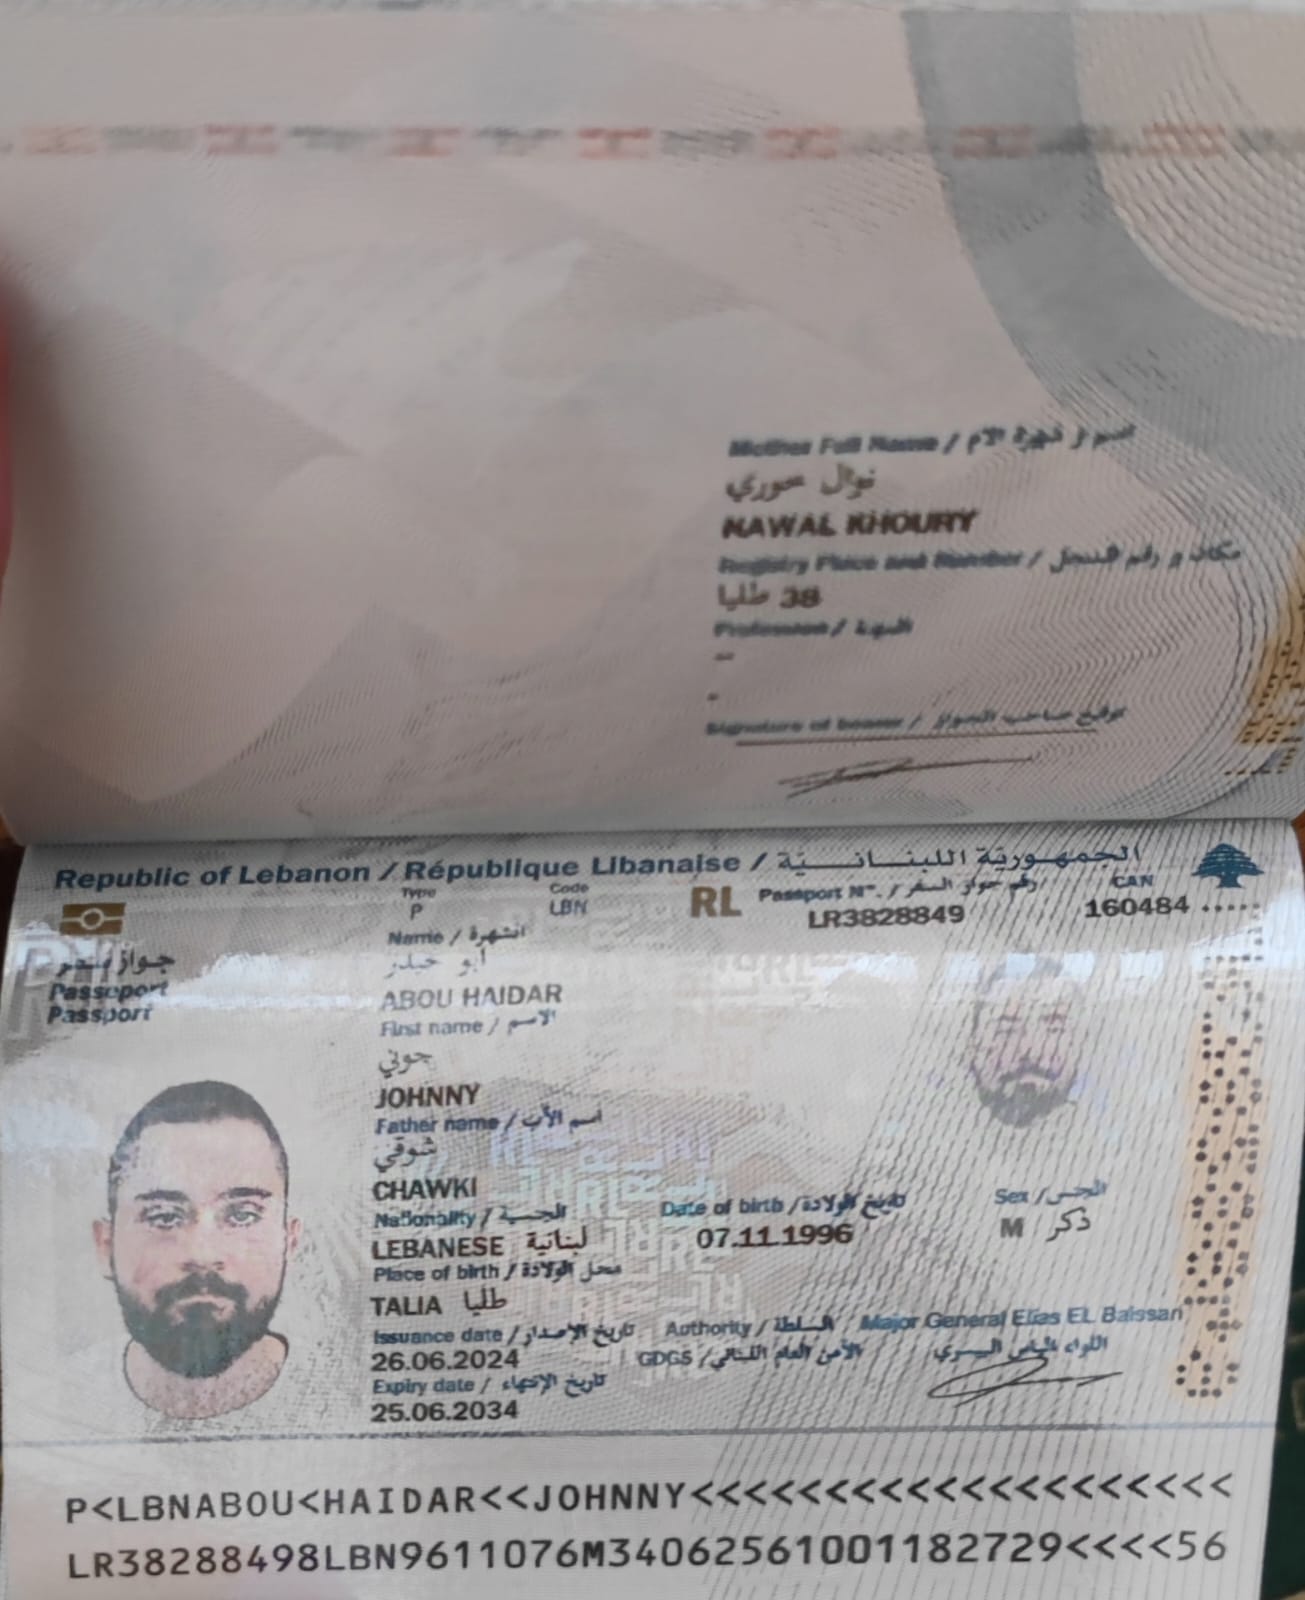 Mother Full Name / اسم و شهرة الام
نوال خوري
NAWAL KHOURY
Registry Place and Number / مكان و رقم السجل
38 طليا
Profession / المهنة
--
-
Signature of bearer / توقيع صاحب الجواز
Republic of Lebanon / République Libanaise / الجمهورية اللبنانية
Type
P
Code
LBN
RL
Passport N°. / رقم جواز السفر
LR3828849
CAN
160484
جواز سفر
Passeport
Passport
Name / الشهرة
أبو حيدر
ABOU HAIDAR
First name / الاسم
جوني
JOHNNY
Father name / اسم الأب
شوقي
CHAWKI
Nationality / الجنسية
LEBANESE لبنانية
Date of birth / تاريخ الولادة
07.11.1996
Sex / الجنس
M / ذكر
Place of birth / محل الولادة
TALIA طليا
Issuance date / تاريخ الإصدار
26.06.2024
Authority / السلطة
GDGS / الأمن العام اللبناني
Major General Elias EL Baissari
اللواء الياس البيسري
Expiry date / تاريخ الإنتهاء
25.06.2034
P<LBNABOU<HAIDAR<<JOHNNY<<<<<<<<<<<<<<<<<<<<
LR38288498LBN9611076M34062561001182729<<<<56